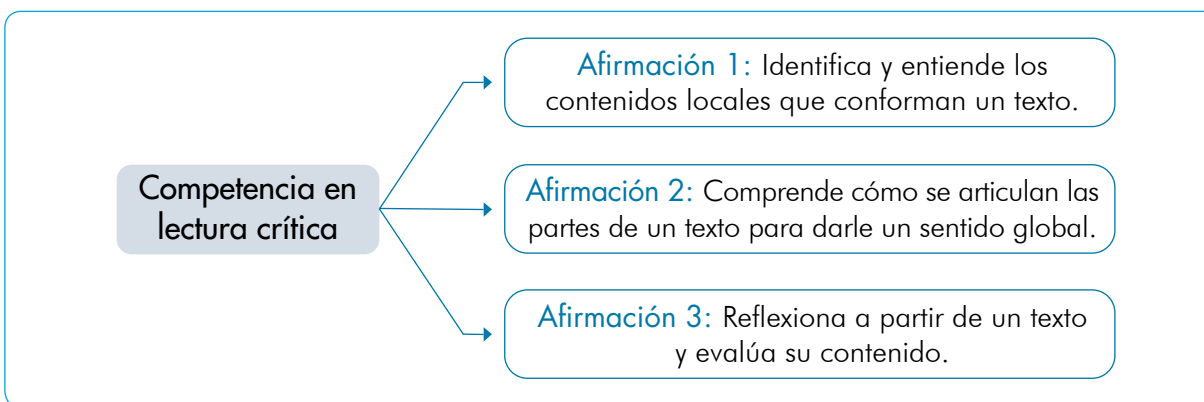 Competencia en
lectura crítica
Afirmación 1: Identifica y entiende los
contenidos locales que conforman un texto.
Afirmación 2: Comprende cómo se articulan las
partes de un texto para darle un sentido global.
Afirmación 3: Reflexiona a partir de un texto
y evalúa su contenido.